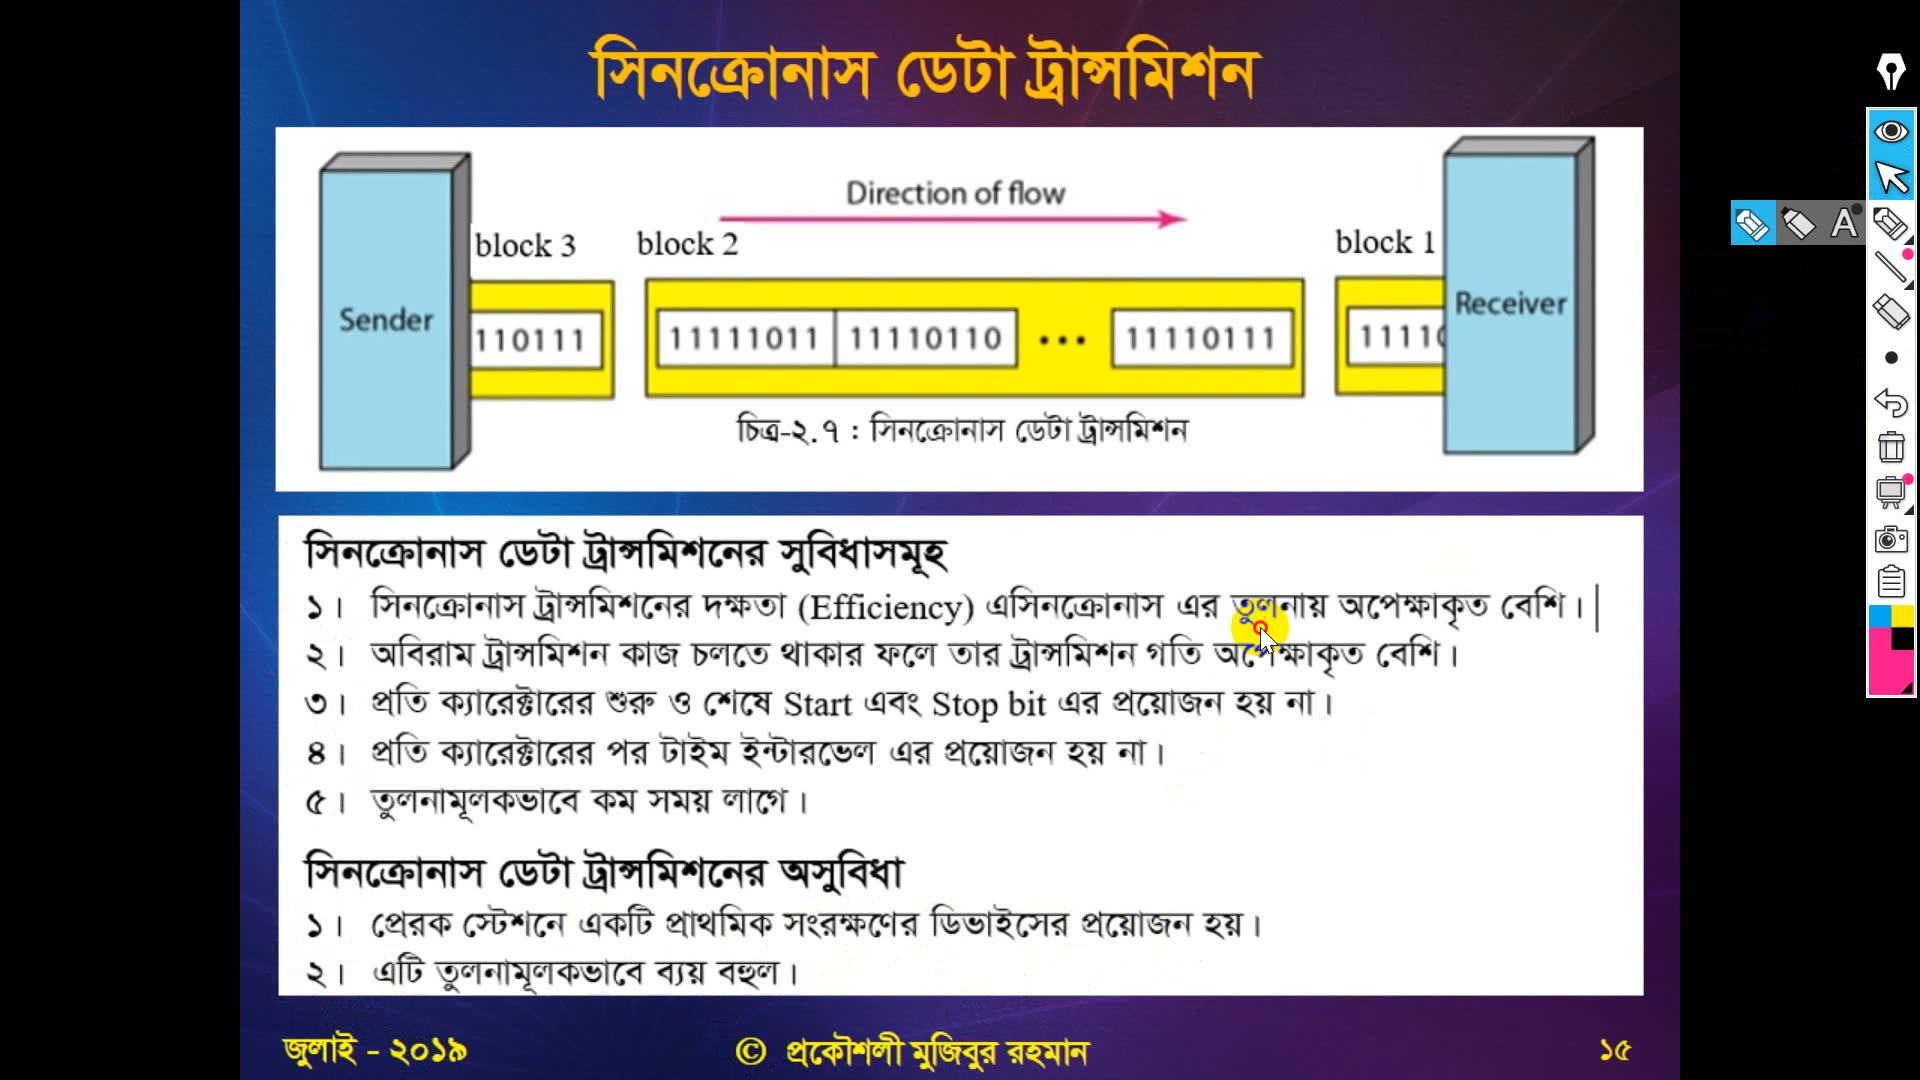 সিনক্রোনাস ডেটা ট্রান্সমিশন
Direction of flow
block 3
block 2
block 1
Sender
110111
11111011
11110110
...
11110111
11110
Receiver
চিত্র-২.৭ : সিনক্রোনাস ডেটা ট্রান্সমিশন
সিনক্রোনাস ডেটা ট্রান্সমিশনের সুবিধাসমূহ
১। সিনক্রোনাস ট্রান্সমিশনের দক্ষতা (Efficiency) এসিনক্রোনাস এর তুলনায় অপেক্ষাকৃত বেশি।
২। অবিরাম ট্রান্সমিশন কাজ চলতে থাকার ফলে তার ট্রান্সমিশন গতি অপেক্ষাকৃত বেশি।
৩। প্রতি ক্যারেক্টারের শুরু ও শেষে Start এবং Stop bit এর প্রয়োজন হয় না।
৪। প্রতি ক্যারেক্টারের পর টাইম ইন্টারভেল এর প্রয়োজন হয় না।
৫। তুলনামূলকভাবে কম সময় লাগে।
সিনক্রোনাস ডেটা ট্রান্সমিশনের অসুবিধা
১। প্রেরক স্টেশনে একটি প্রাথমিক সংরক্ষণের ডিভাইসের প্রয়োজন হয়।
২। এটি তুলনামূলকভাবে ব্যয় বহুল।
জুলাই - ২০১৯
© প্রকৌশলী মুজিবুর রহমান
১৫
A